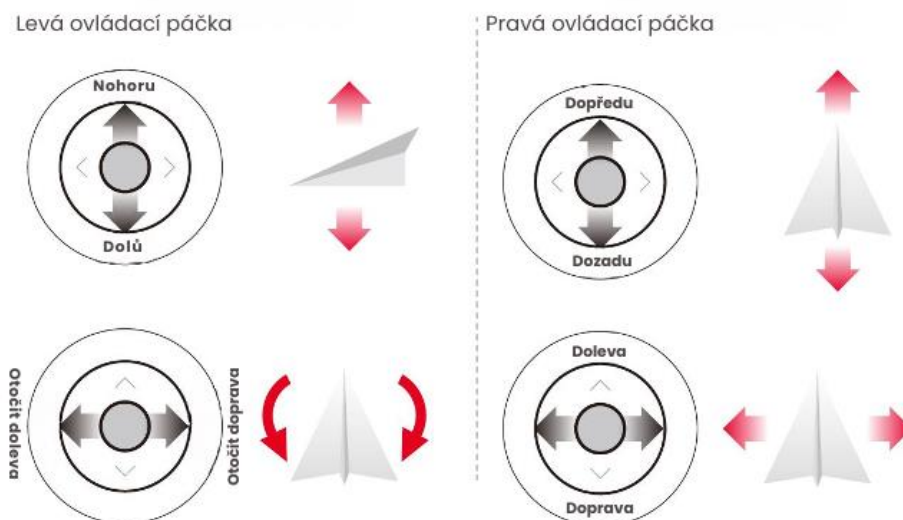 Levá ovládací páčka
Nohoru
Dolů
Otočit doleva
Otočit doprava
Pravá ovládací páčka
Dopředu
Dozadu
Doleva
Doprava